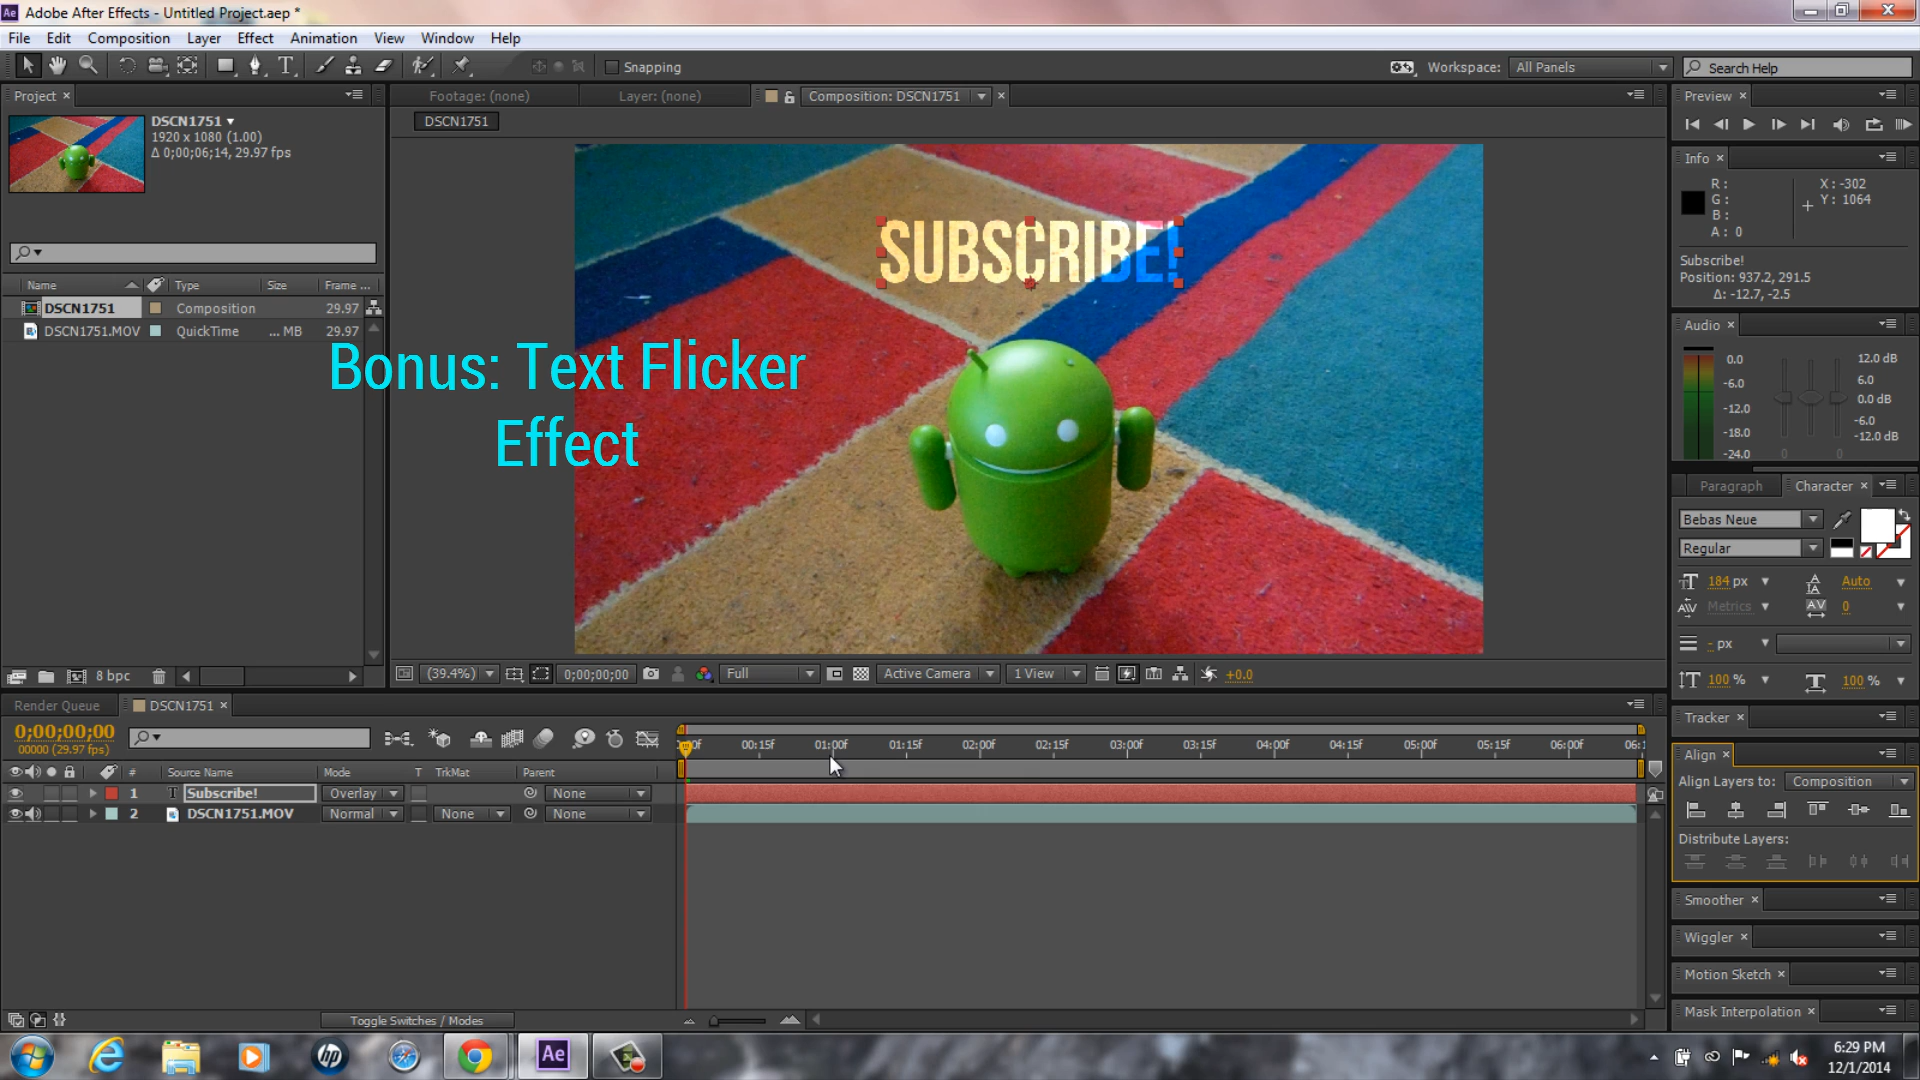 Adobe After Effects - Untitled Project.aep *
File Edit Composition Layer Effect Animation View Window Help
Snapping Workspace: All Panels Search Help
Project × Footage: (none) Layer: (none) Composition: DSCN1751 × Preview ×
DSCN1751
1920 x 1080 (1.00)
Δ 0;00;06;14, 29.97 fps
DSCN1751
Info ×
R :
G :
B :
A : 0
X : -302
Y : 1064
Subscribe!
Position: 937.2, 291.5
Δ: -12.7, -2.5
SUBSCRIBE!
Name Type Size Frame ...
DSCN1751 Composition 29.97
DSCN1751.MOV QuickTime ... MB 29.97
Bonus: Text Flicker
Effect
Audio ×
0.0
-6.0
-12.0
-18.0
-24.0
12.0 dB
6.0
0.0 dB
-6.0
-12.0 dB
0 0
Paragraph Character ×
Bebas Neue
Regular
184 px Auto
Metrics 0
- px
100 % 100 %
8 bpc (39.4%) 0;00;00;00 Full Active Camera 1 View +0.0
Render Queue DSCN1751 ×
0;00;00;00
00000 (29.97 fps)
00:15f 01:00f 01:15f 02:00f 02:15f 03:00f 03:15f 04:00f 04:15f 05:00f 05:15f 06:00f
# Source Name Mode T TrkMat Parent
1 T Subscribe! Overlay None
2 DSCN1751.MOV Normal None None
Toggle Switches / Modes
Tracker ×
Align ×
Align Layers to: Composition
Distribute Layers:
Smoother ×
Wiggler ×
Motion Sketch ×
Mask Interpolation ×
hp Ae
6:29 PM
12/1/2014